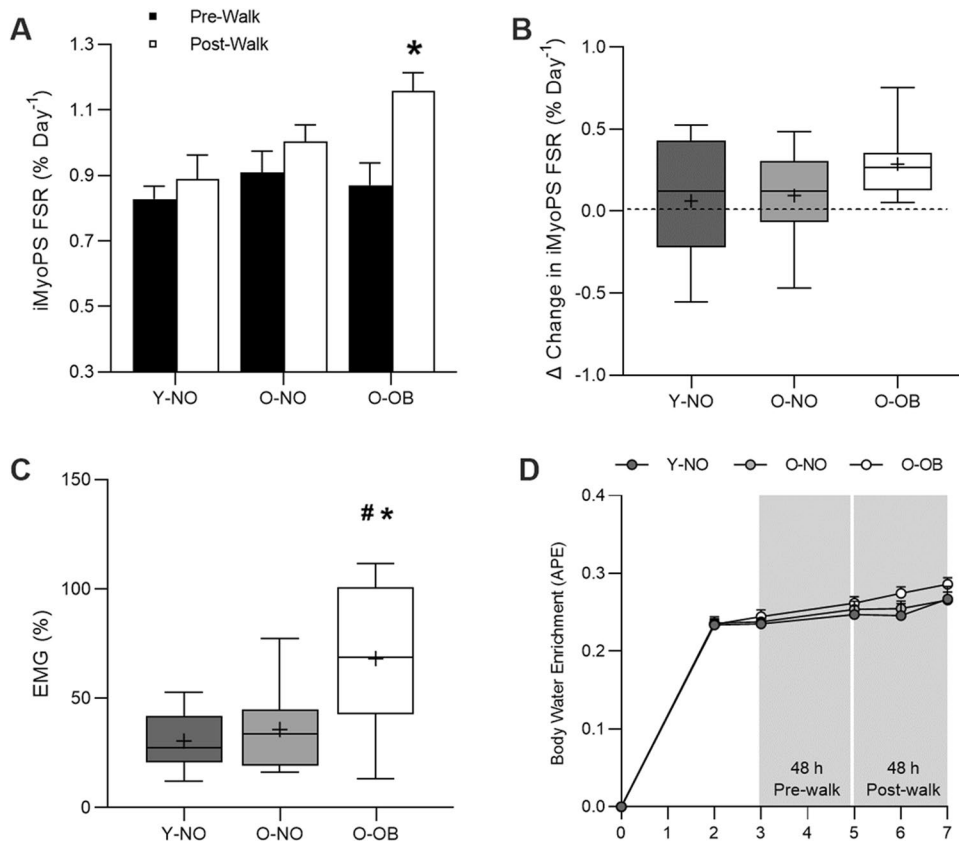 A
Pre-Walk
Post-Walk
1.3
1.1
0.9
0.7
0.5
0.3
iMyoPS FSR (% Day⁻¹)
*
Y-NO O-NO O-OB
B
1.0
0.5
0.0
-0.5
-1.0
Δ Change in iMyoPS FSR (% Day⁻¹)
Y-NO O-NO O-OB
C
150
100
50
0
EMG (%)
# *
Y-NO O-NO O-OB
D
Y-NO O-NO O-OB
0.4
0.3
0.2
0.1
0.0
Body Water Enrichment (APE)
48 h 48 h
Pre-walk Post-walk
0 1 2 3 4 5 6 7